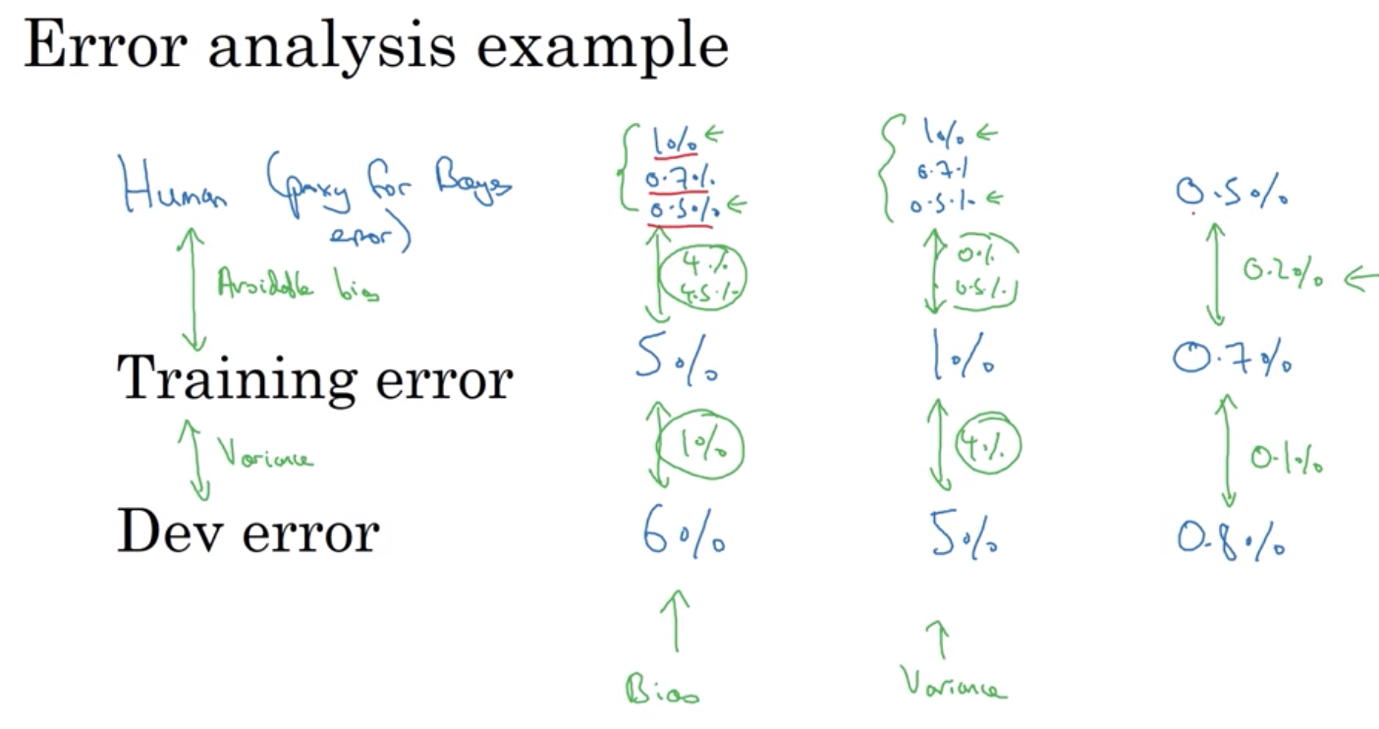 Error analysis example
Human (proxy for Bayes error)
1% ←
0.7%
0.5% ←
1% ←
0.7%
0.5% ←
0.5%
Avoidable bias
4%
4.5%
0%
0.5%
0.2% ←
Training error
5%
1%
0.7%
Variance
1%
4%
0.1%
Dev error
6%
5%
0.8%
Bias
Variance